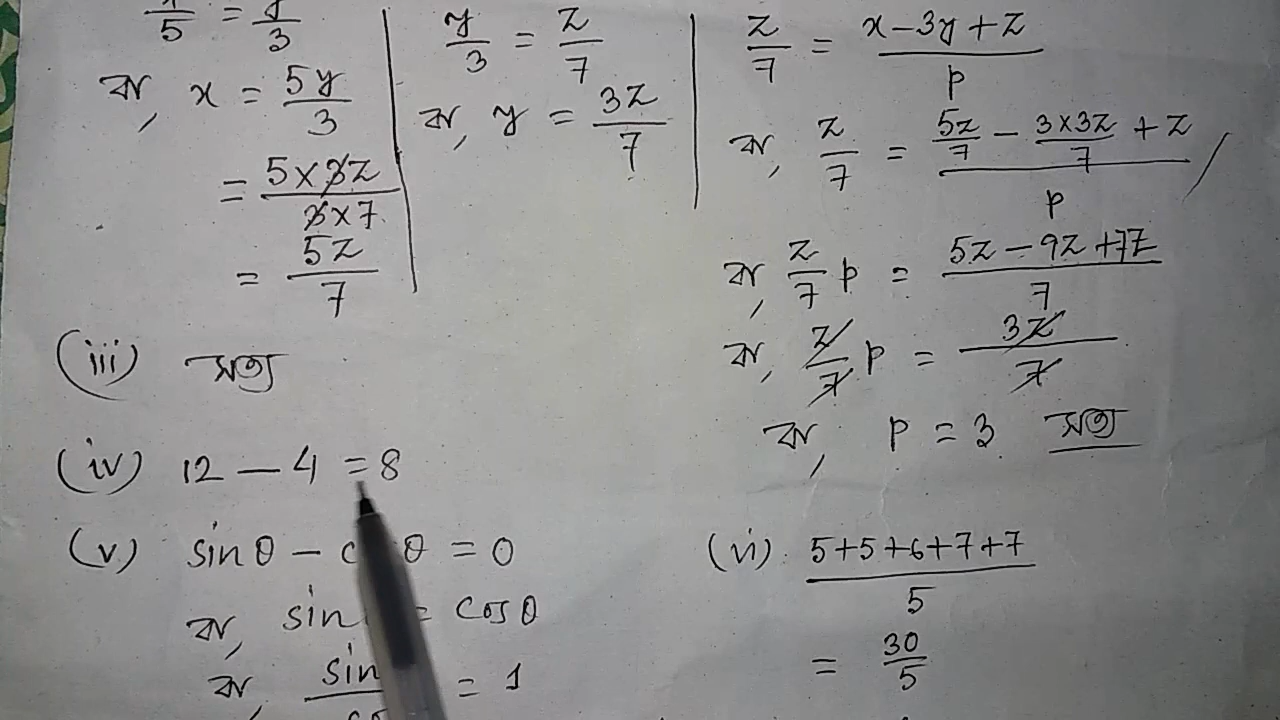 x/5 = y/3
বা, x = 5y/3
= 5×3z/3×7
= 5z/7
y/3 = z/7
বা, y = 3z/7
z/7 = x-3y+z/p
বা, z/7 = 5z/7 - 3×3z/7 + z/p
বা, z/7 p = 5z-9z+7z/7
বা, z/7 p = 3z/7
বা, p = 3 সত্য
(iii) সত্য
(iv) 12 - 4 = 8
(v) sinθ - θ = 0
বা, sin = cosθ
বা, sin = 1
(vi) 5+5+6+7+7/5
= 30/5